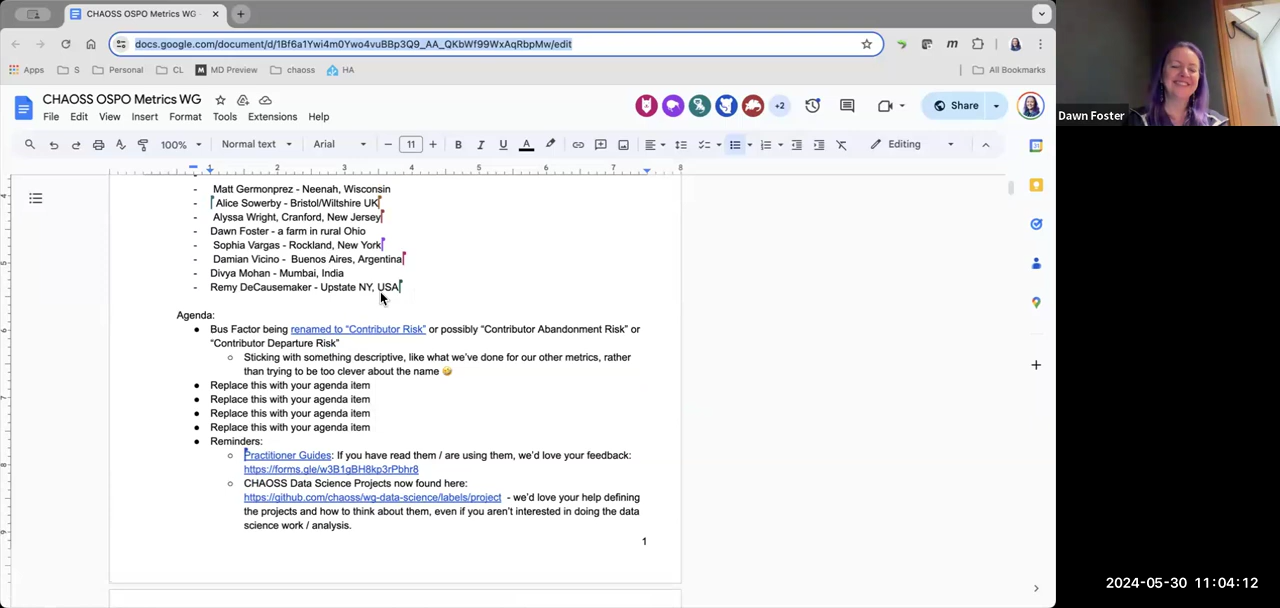 CHAOSS OSPO Metrics WG
docs.google.com/document/d/1Bf6a1Ywi4m0Ywo4vuBBp3Q9_AA_QKbWf99WxAqRbpMw/edit
Apps S Personal CL MD Preview chaoss HA All Bookmarks
CHAOSS OSPO Metrics WG
File Edit View Insert Format Tools Extensions Help
+2
Share
100% Normal text Arial 11 Editing
1 2 3 4 5 6 7 8
- Matt Germonprez - Neenah, Wisconsin
- Alice Sowerby - Bristol/Wiltshire UK
- Alyssa Wright, Cranford, New Jersey
- Dawn Foster - a farm in rural Ohio
- Sophia Vargas - Rockland, New York
- Damian Vicino - Buenos Aires, Argentina
- Divya Mohan - Mumbai, India
- Remy DeCausemaker - Upstate NY, USA
Agenda:
● Bus Factor being renamed to “Contributor Risk” or possibly “Contributor Abandonment Risk” or
“Contributor Departure Risk”
○ Sticking with something descriptive, like what we’ve done for our other metrics, rather
than trying to be too clever about the name 🤣
● Replace this with your agenda item
● Replace this with your agenda item
● Replace this with your agenda item
● Replace this with your agenda item
● Reminders:
○ Practitioner Guides: If you have read them / are using them, we’d love your feedback:
https://forms.gle/w3B1gBH8kp3rPbhr8
○ CHAOSS Data Science Projects now found here:
https://github.com/chaoss/wg-data-science/labels/project - we’d love your help defining
the projects and how to think about them, even if you aren’t interested in doing the data
science work / analysis.
1
Dawn Foster
2024-05-30 11:04:12